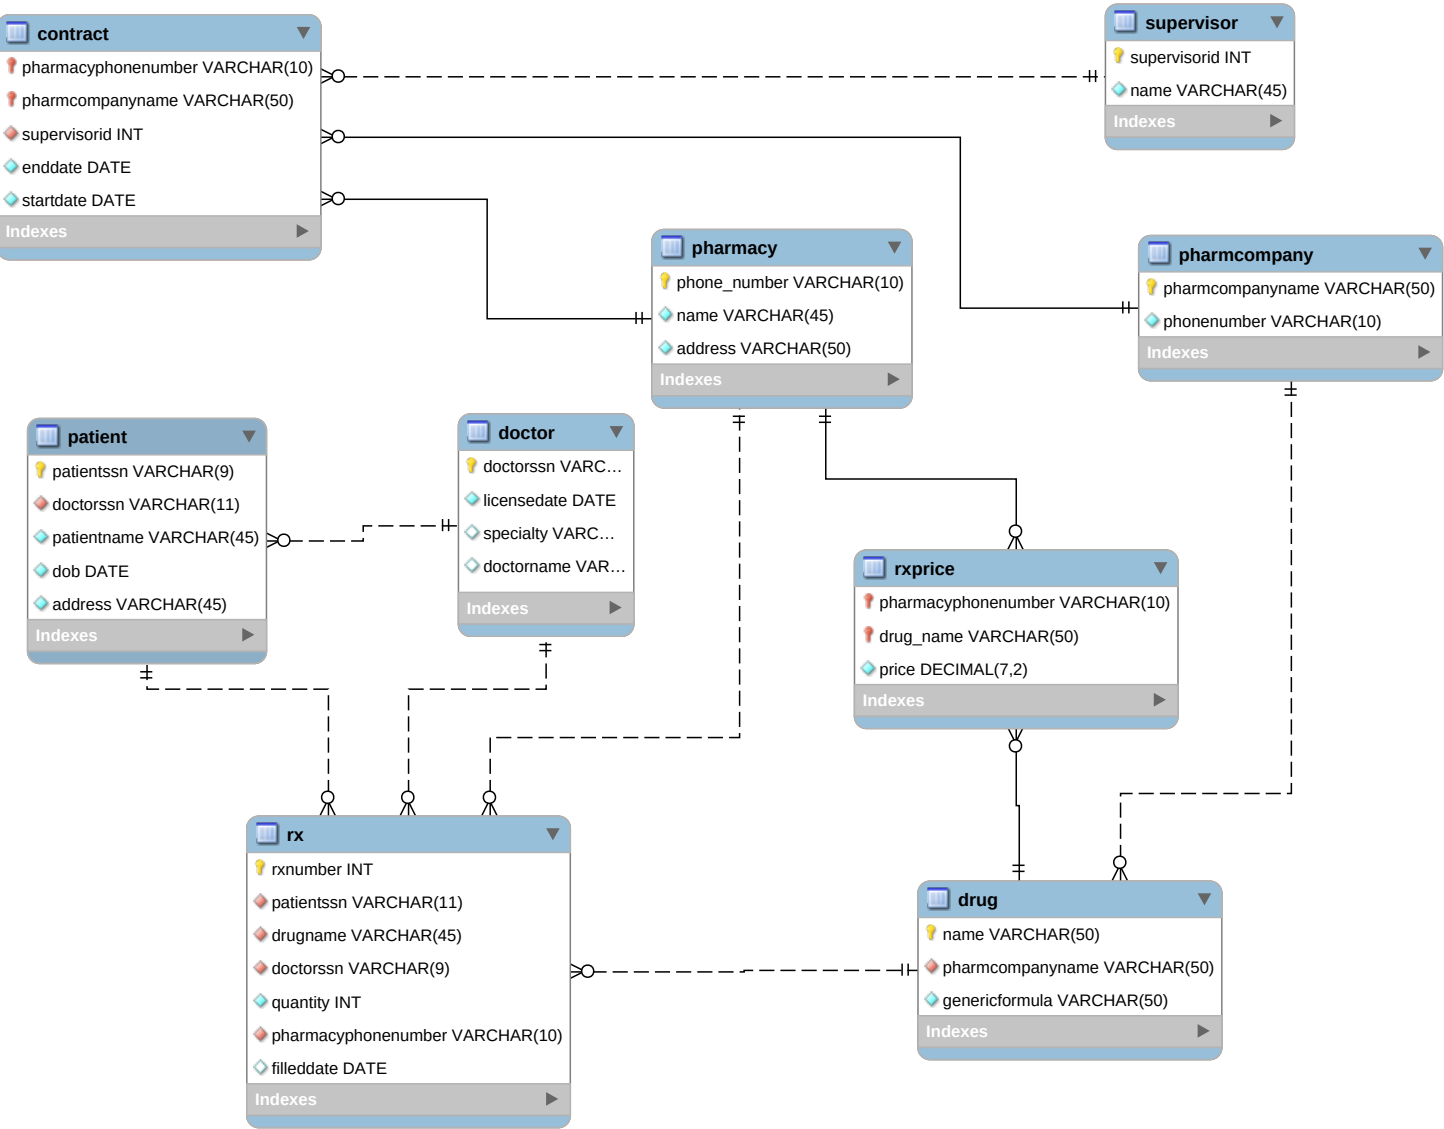 contract
pharmacyphonenumber VARCHAR(10)
pharmcompanyname VARCHAR(50)
supervisorid INT
enddate DATE
startdate DATE
Indexes
supervisor
supervisorid INT
name VARCHAR(45)
Indexes
pharmacy
phone_number VARCHAR(10)
name VARCHAR(45)
address VARCHAR(50)
Indexes
pharmcompany
pharmcompanyname VARCHAR(50)
phonenumber VARCHAR(10)
Indexes
patient
patientssn VARCHAR(9)
doctorssn VARCHAR(11)
patientname VARCHAR(45)
dob DATE
address VARCHAR(45)
Indexes
doctor
doctorssn VARC...
licensedate DATE
specialty VARC...
doctorname VAR...
Indexes
rxprice
pharmacyphonenumber VARCHAR(10)
drug_name VARCHAR(50)
price DECIMAL(7,2)
Indexes
rx
rxnumber INT
patientssn VARCHAR(11)
drugname VARCHAR(45)
doctorssn VARCHAR(9)
quantity INT
pharmacyphonenumber VARCHAR(10)
filleddate DATE
Indexes
drug
name VARCHAR(50)
pharmcompanyname VARCHAR(50)
genericformula VARCHAR(50)
Indexes